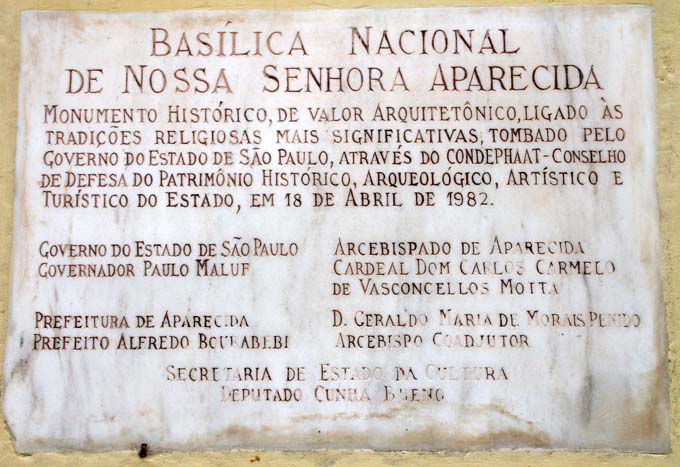 BASÍLICA NACIONAL
DE NOSSA SENHORA APARECIDA
MONUMENTO HISTÓRICO, DE VALOR ARQUITETÔNICO, LIGADO ÀS
TRADIÇÕES RELIGIOSAS MAIS SIGNIFICATIVAS, TOMBADO PELO
GOVERNO DO ESTADO DE SÃO PAULO, ATRAVÉS DO CONDEPHAAT-CONSELHO
DE DEFESA DO PATRIMÔNIO HISTÓRICO, ARQUEOLÓGICO, ARTÍSTICO E
TURÍSTICO DO ESTADO, EM 18 DE ABRIL DE 1982.
GOVERNO DO ESTADO DE SÃO PAULO
GOVERNADOR PAULO MALUF
ARCEBISPADO DE APARECIDA
CARDEAL DOM CARLOS CARMELO
DE VASCONCELLOS MOTTA
PREFEITURA DE APARECIDA
PREFEITO ALFREDO BOURABEBI
D. GERALDO MARIA DE MORAIS PENIDO
ARCEBISPO COADJUTOR
SECRETARIA DE ESTADO DA CULTURA
DEPUTADO CUNHA BUENO